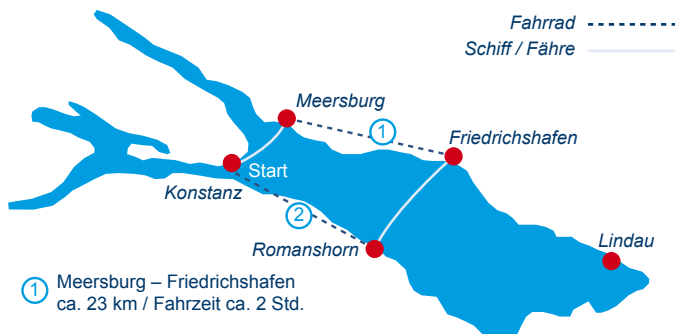 Fahrrad
Schiff / Fähre
Meersburg
1
Friedrichshafen
Start
Konstanz
2
Romanshorn
Lindau
1 Meersburg – Friedrichshafen
ca. 23 km / Fahrzeit ca. 2 Std.